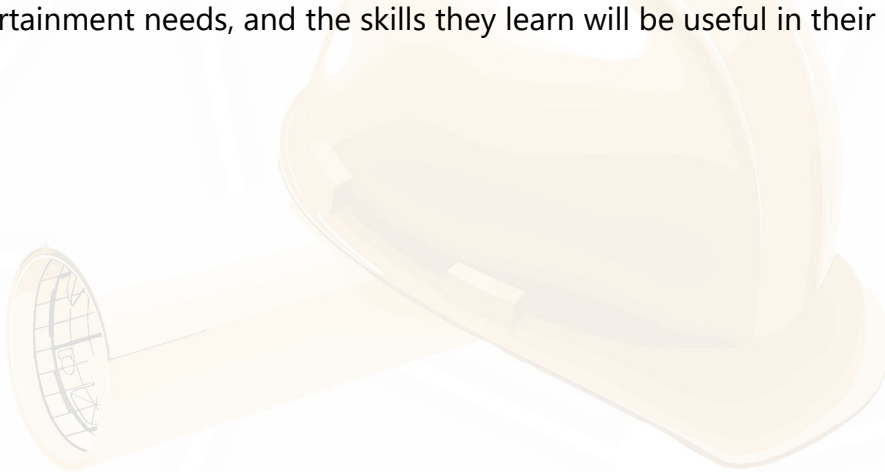 rtainment needs, and the skills they learn will be useful in their